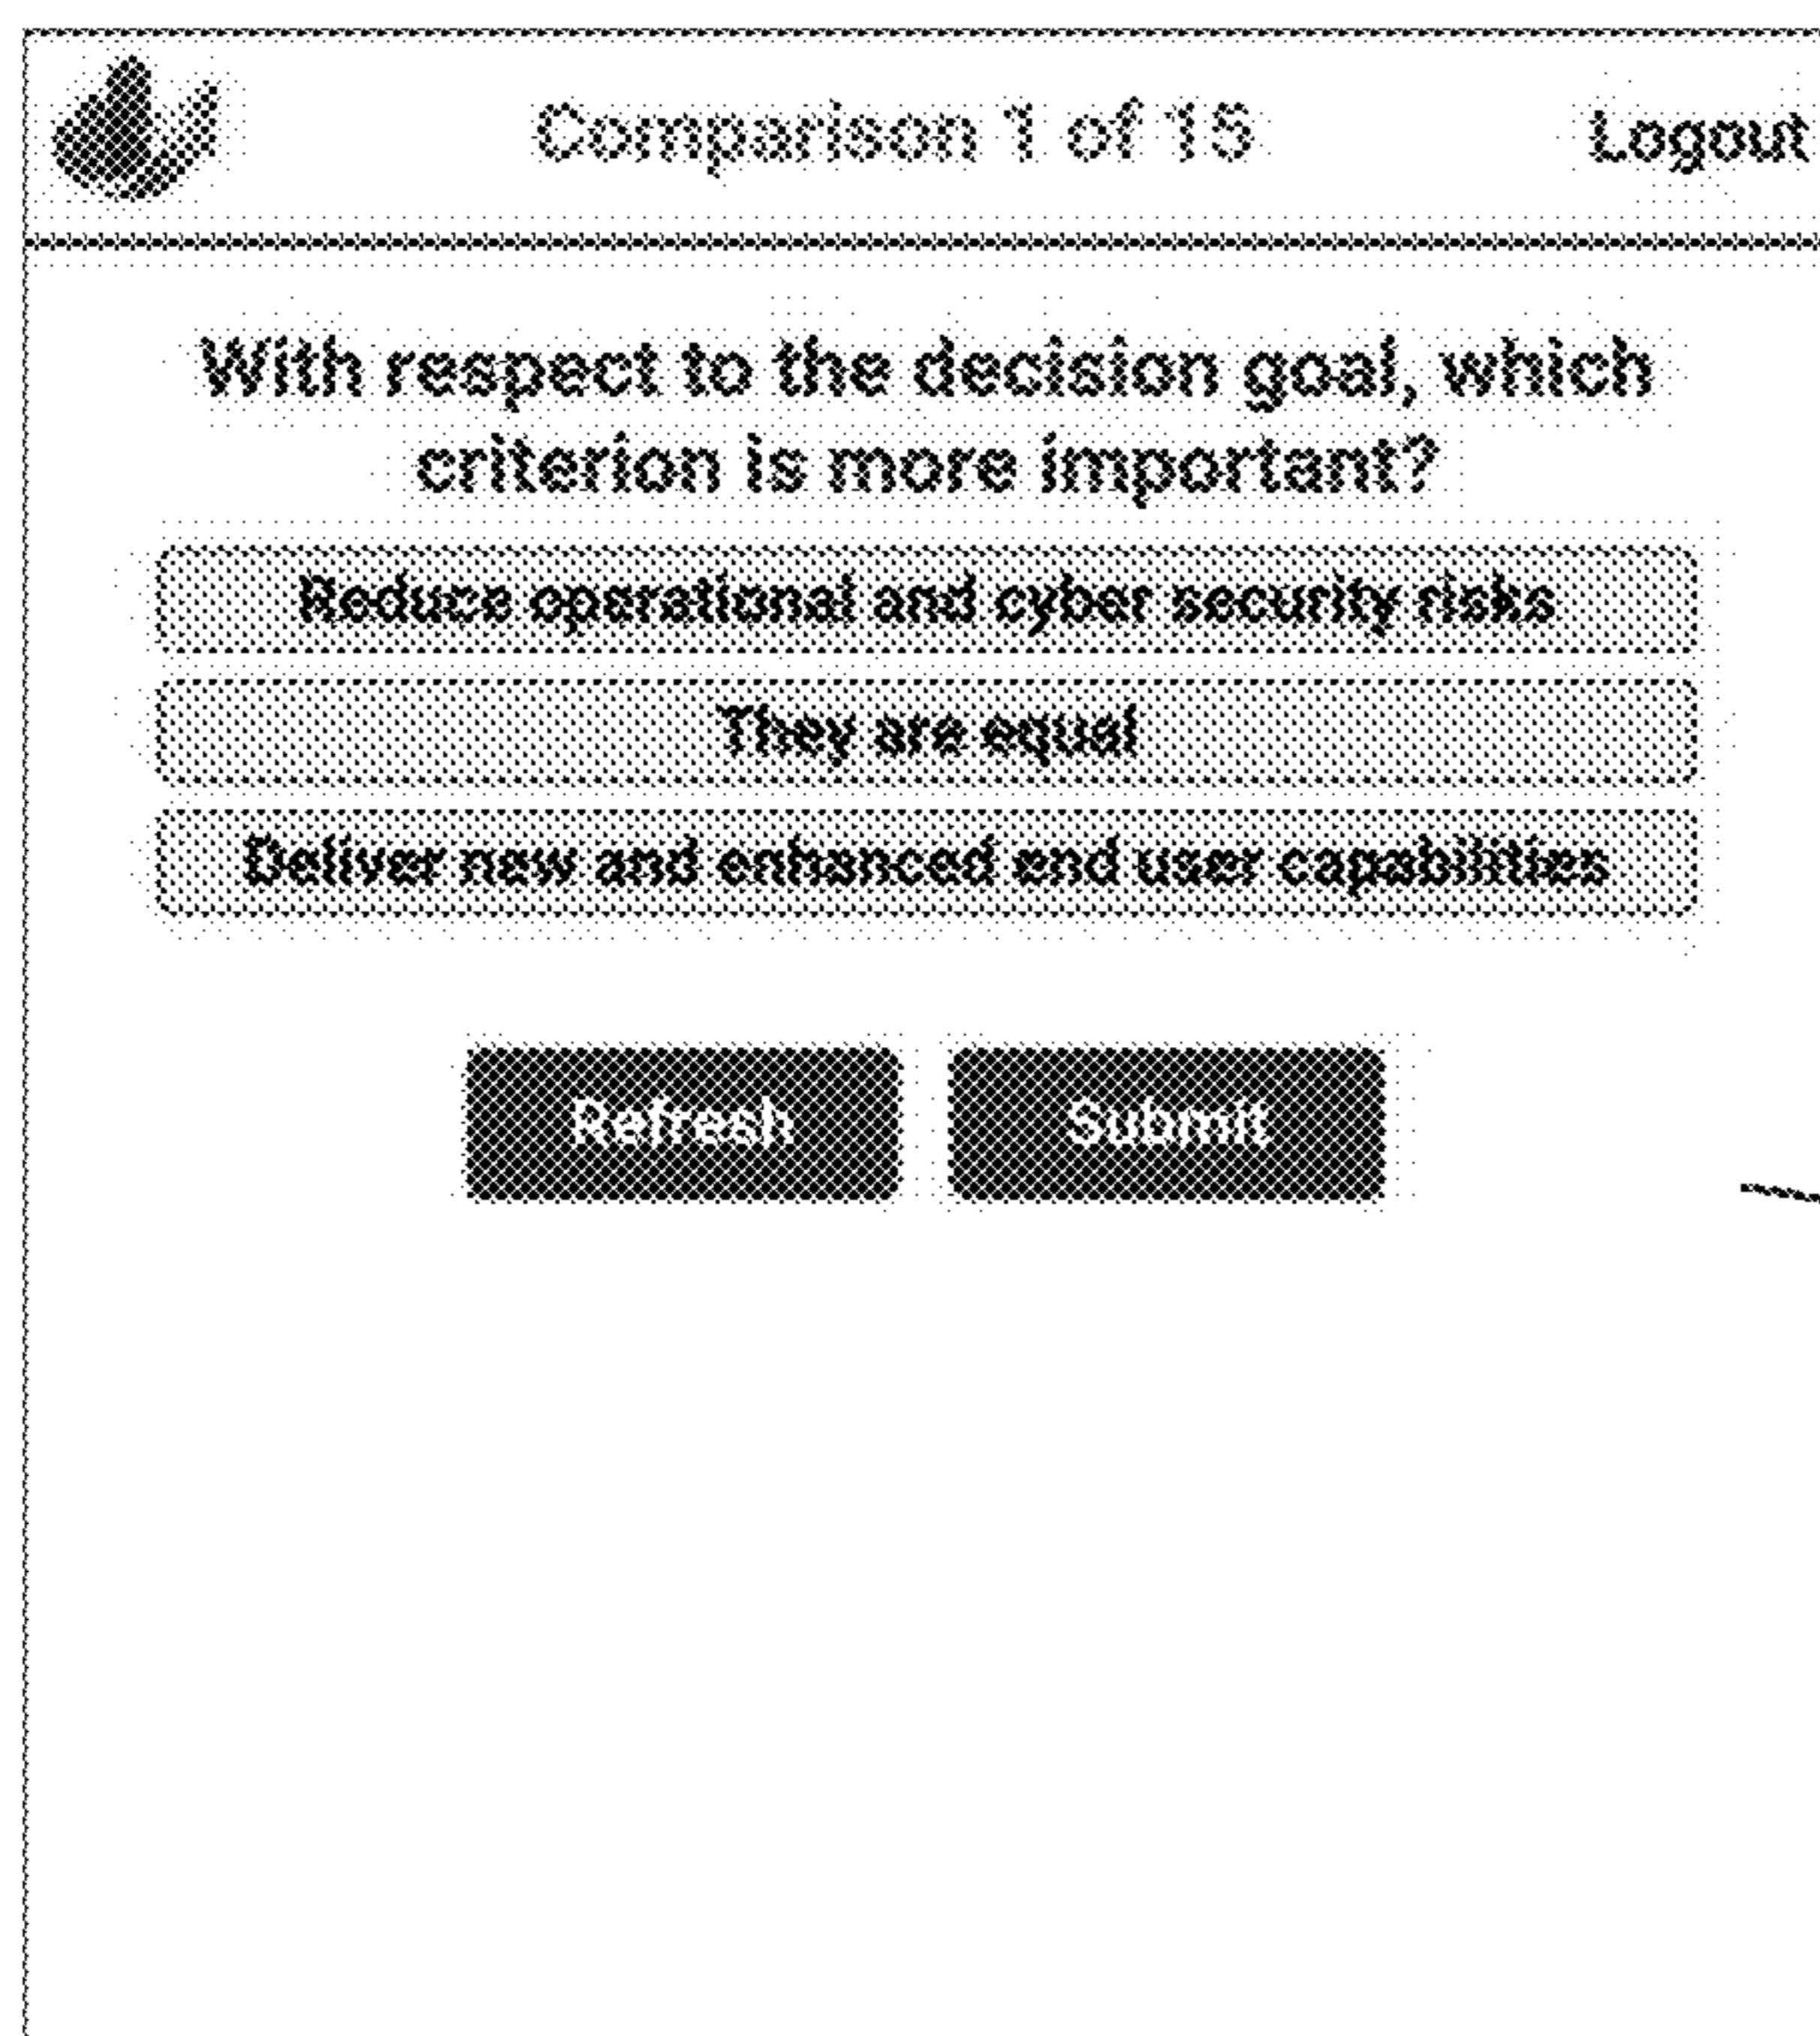 Comparison 1 of 15
Logout
With respect to the decision goal, which
criterion is more important?
Reduce operational and cyber security risks
They are equal
Deliver new and enhanced end user capabilities
Refresh
Submit